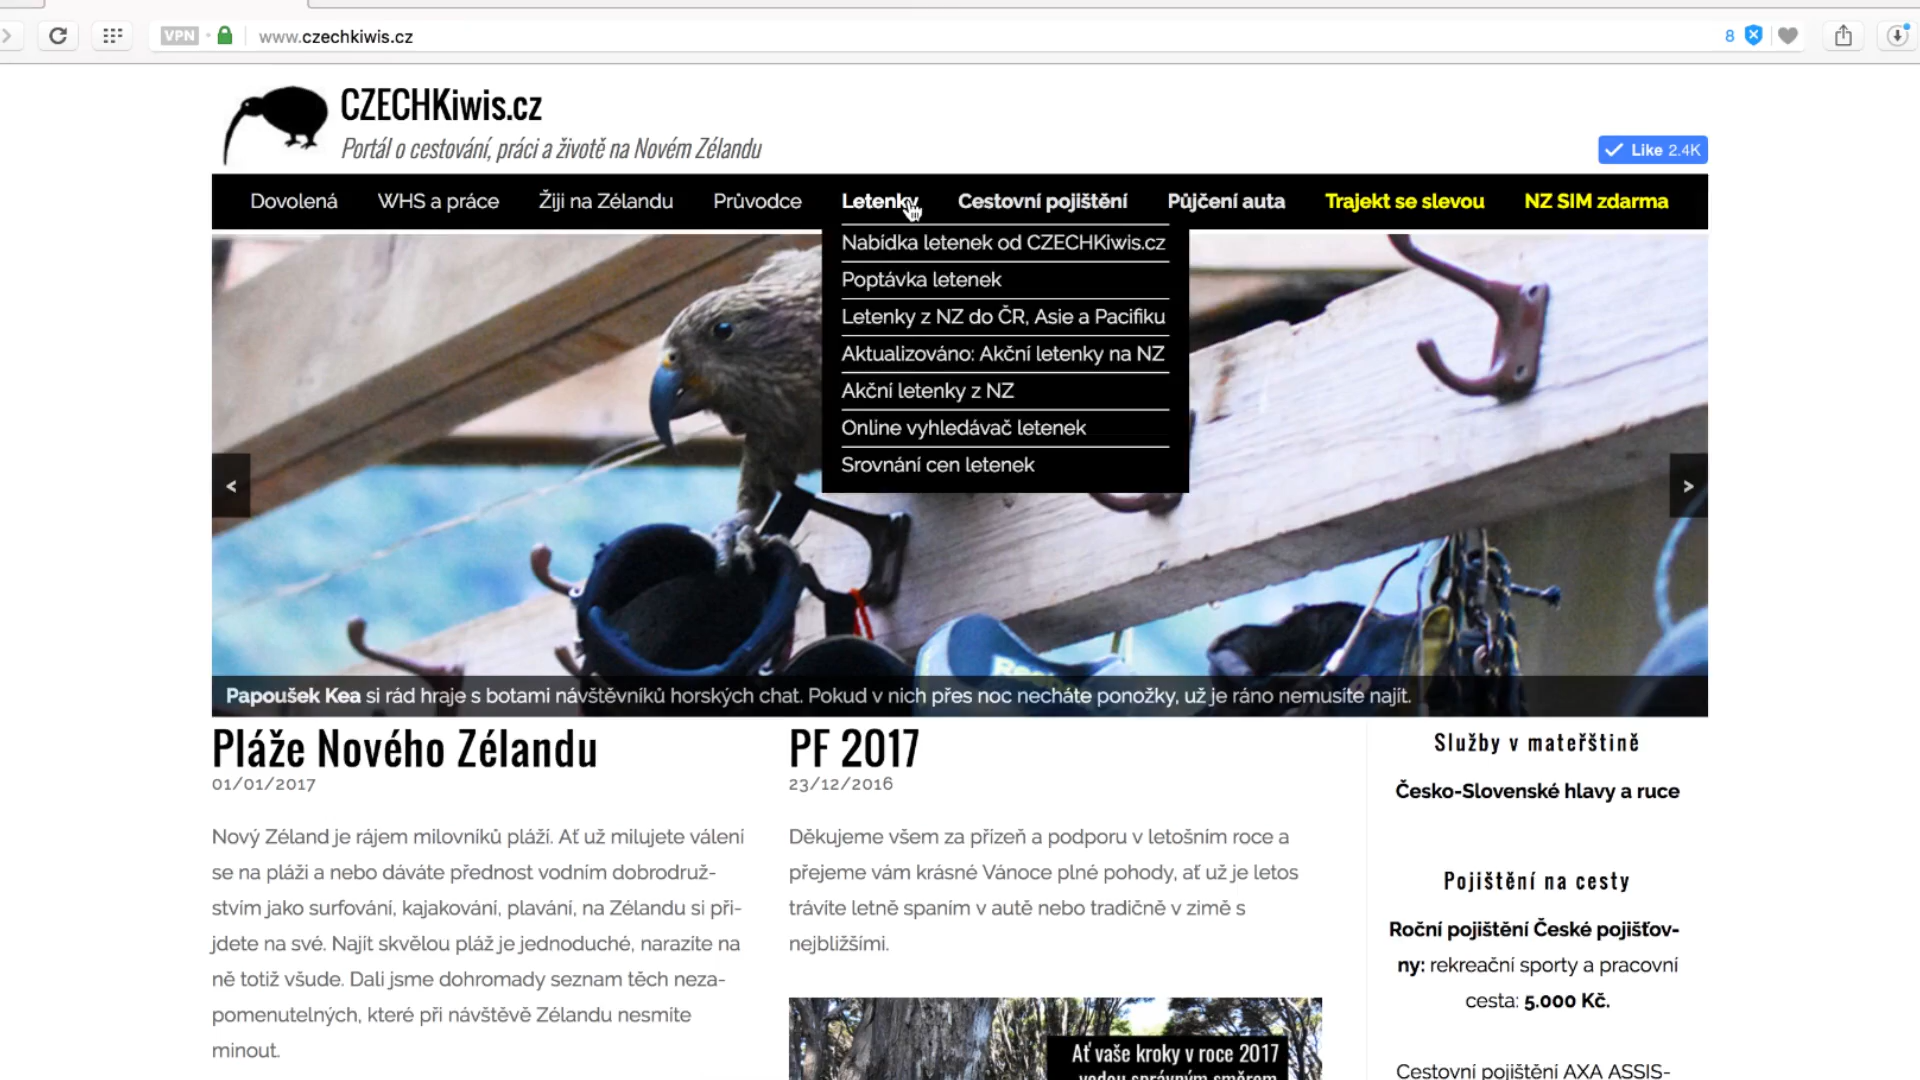 VPN
www.czechkiwis.cz
8
CZECHKiwis.cz
Portál o cestování, práci a životě na Novém Zélandu
Like 2.4K
Dovolená WHS a práce Žiji na Zélandu Průvodce Letenky Cestovní pojištění Půjčení auta Trajekt se slevou NZ SIM zdarma
Nabídka letenek od CZECHKiwis.cz
Poptávka letenek
Letenky z NZ do ČR, Asie a Pacifiku
Aktualizováno: Akční letenky na NZ
Akční letenky z NZ
Online vyhledávač letenek
Srovnání cen letenek
< >
Reebok
Papoušek Kea si rád hraje s botami návštěvníků horských chat. Pokud v nich přes noc necháte ponožky, už je ráno nemusíte najít.
Pláže Nového Zélandu
01/01/2017
Nový Zéland je rájem milovníků pláží. Ať už milujete válení
se na pláži a nebo dáváte přednost vodním dobrodruž-
stvím jako surfování, kajakování, plavání, na Zélandu si při-
jdete na své. Najít skvělou pláž je jednoduché, narazíte na
ně totiž všude. Dali jsme dohromady seznam těch neza-
pomenutelných, které při návštěvě Zélandu nesmíte
minout.
PF 2017
23/12/2016
Děkujeme všem za přízeň a podporu v letošním roce a
přejeme vám krásné Vánoce plné pohody, ať už je letos
trávíte letně spaním v autě nebo tradičně v zimě s
nejbližšími.
Ať vaše kroky v roce 2017
vedou správným směrem
Služby v mateřštině
Česko-Slovenské hlavy a ruce
Pojištění na cesty
Roční pojištění České pojišťov-
ny: rekreační sporty a pracovní
cesta: 5.000 Kč.
Cestovní pojištění AXA ASSIS-